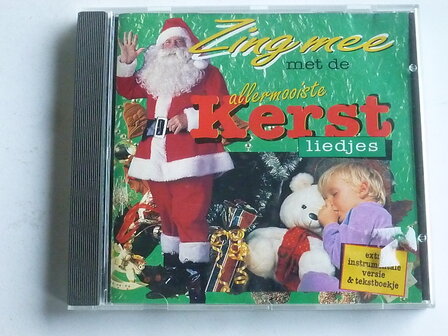 Zing mee
met de
allermooiste
Kerst
liedjes
extra
instrumentale
versie
& tekstboekje